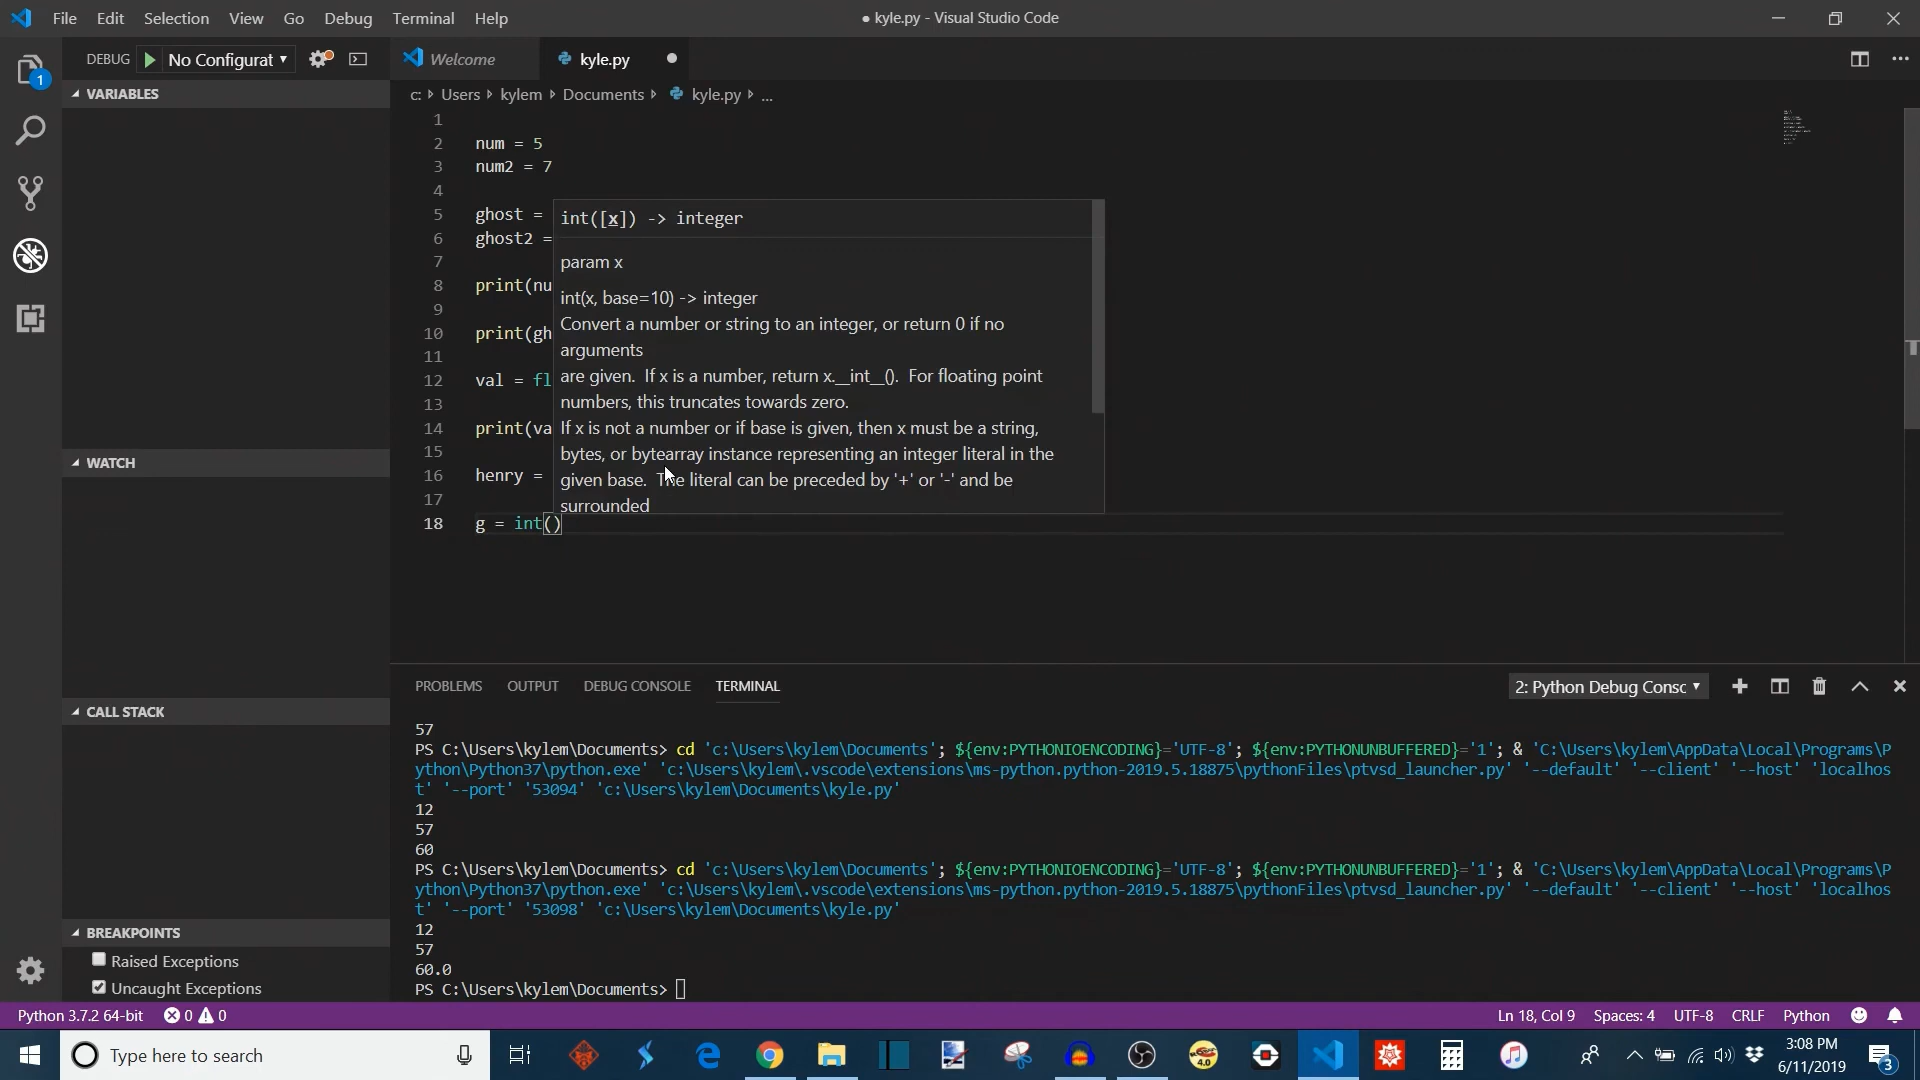 File Edit Selection View Go Debug Terminal Help
● kyle.py - Visual Studio Code
DEBUG No Configurat
Welcome
kyle.py
1
VARIABLES
c: Users kylem Documents kyle.py ...
1
2 num = 5
3 num2 = 7
4
5 ghost =
6 ghost2 =
7
8 print(nu
9
10 print(gh
11
12 val = fl
13
14 print(va
15
16 henry =
17
18 g = int()
int([x]) -> integer
param x
int(x, base=10) -> integer
Convert a number or string to an integer, or return 0 if no
arguments
are given.  If x is a number, return x.__int__().  For floating point
numbers, this truncates towards zero.
If x is not a number or if base is given, then x must be a string,
bytes, or bytearray instance representing an integer literal in the
given base.  The literal can be preceded by '+' or '-' and be
surrounded
WATCH
CALL STACK
BREAKPOINTS
Raised Exceptions
Uncaught Exceptions
PROBLEMS OUTPUT DEBUG CONSOLE TERMINAL
2: Python Debug Consc
57
PS C:\Users\kylem\Documents> cd 'c:\Users\kylem\Documents'; ${env:PYTHONIOENCODING}='UTF-8'; ${env:PYTHONUNBUFFERED}='1'; & 'C:\Users\kylem\AppData\Local\Programs\P
ython\Python37\python.exe' 'c:\Users\kylem\.vscode\extensions\ms-python.python-2019.5.18875\pythonFiles\ptvsd_launcher.py' '--default' '--client' '--host' 'localhos
t' '--port' '53094' 'c:\Users\kylem\Documents\kyle.py'
12
57
60
PS C:\Users\kylem\Documents> cd 'c:\Users\kylem\Documents'; ${env:PYTHONIOENCODING}='UTF-8'; ${env:PYTHONUNBUFFERED}='1'; & 'C:\Users\kylem\AppData\Local\Programs\P
ython\Python37\python.exe' 'c:\Users\kylem\.vscode\extensions\ms-python.python-2019.5.18875\pythonFiles\ptvsd_launcher.py' '--default' '--client' '--host' 'localhos
t' '--port' '53098' 'c:\Users\kylem\Documents\kyle.py'
12
57
60.0
PS C:\Users\kylem\Documents>
Python 3.7.2 64-bit 0 0
Ln 18, Col 9 Spaces: 4 UTF-8 CRLF Python
Type here to search
4.0
3:08 PM
6/11/2019
3